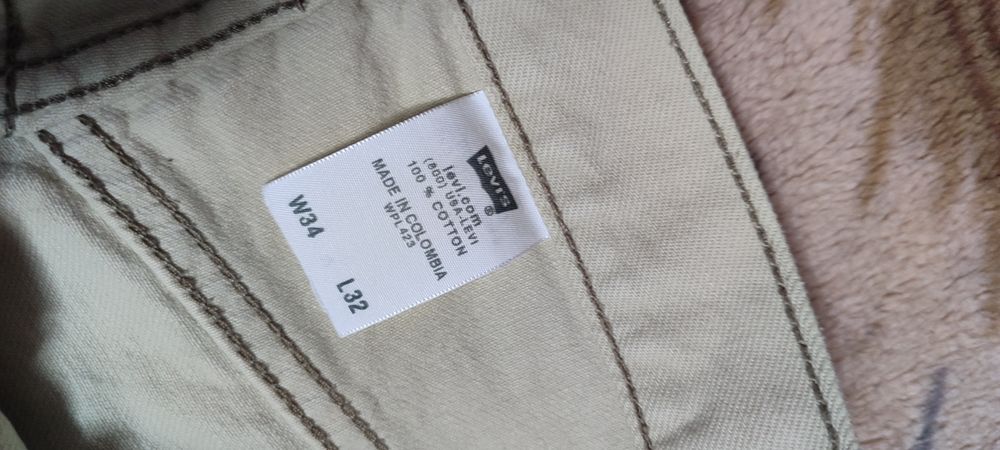 Levi's®
levi.com
(800) USA-LEVI
100 % COTTON
MADE IN COLOMBIA
WPL423
W34 L32